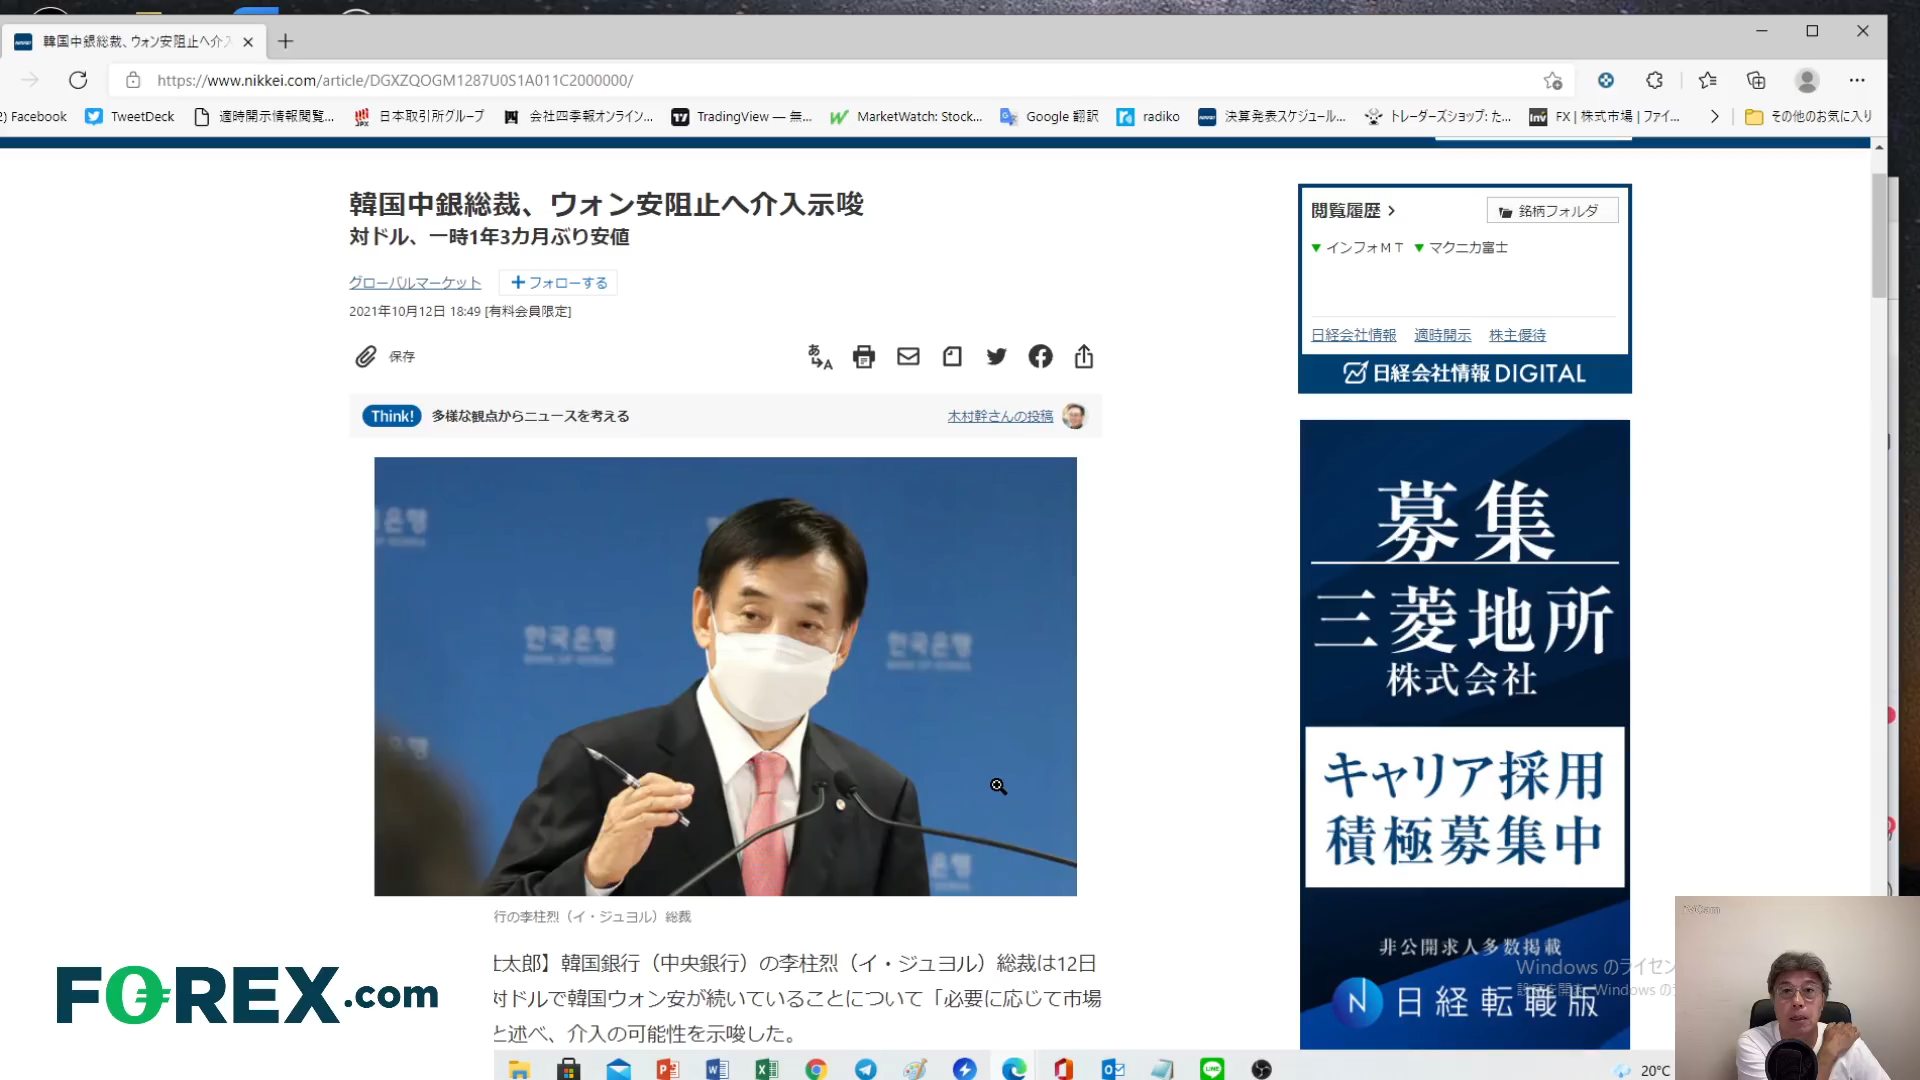 韓国中銀総裁、ウォン安阻止へ介入
https://www.nikkei.com/article/DGXZQOGM1287U0S1A011C2000000/
) Facebook
TweetDeck
適時開示情報閲覧...
日本取引所グループ
会社四季報オンライン...
TradingView — 無...
MarketWatch: Stock...
Google 翻訳
radiko
決算発表スケジュール...
トレーダーズショップ: た...
FX | 株式市場 | ファイ...
その他のお気に入り
韓国中銀総裁、ウォン安阻止へ介入示唆
対ドル、一時1年3カ月ぶり安値
グローバルマーケット
フォローする
2021年10月12日 18:49 [有料会員限定]
保存
Think!
多様な観点からニュースを考える
木村幹さんの投稿
閲覧履歴
銘柄フォルダ
▼ インフォMT ▼ マクニカ富士
日経会社情報 適時開示 株主優待
日経会社情報 DIGITAL
한국은행
한국은행
行の李柱烈（イ・ジュヨル）総裁
太郎】韓国銀行（中央銀行）の李柱烈（イ・ジュヨル）総裁は12日
対ドルで韓国ウォン安が続いていることについて「必要に応じて市場
と述べ、介入の可能性を示唆した。
募集
三菱地所
株式会社
キャリア採用
積極募集中
非公開求人多数掲載
N 日経転職版
Windows のライセン
FOREX.com
20°C